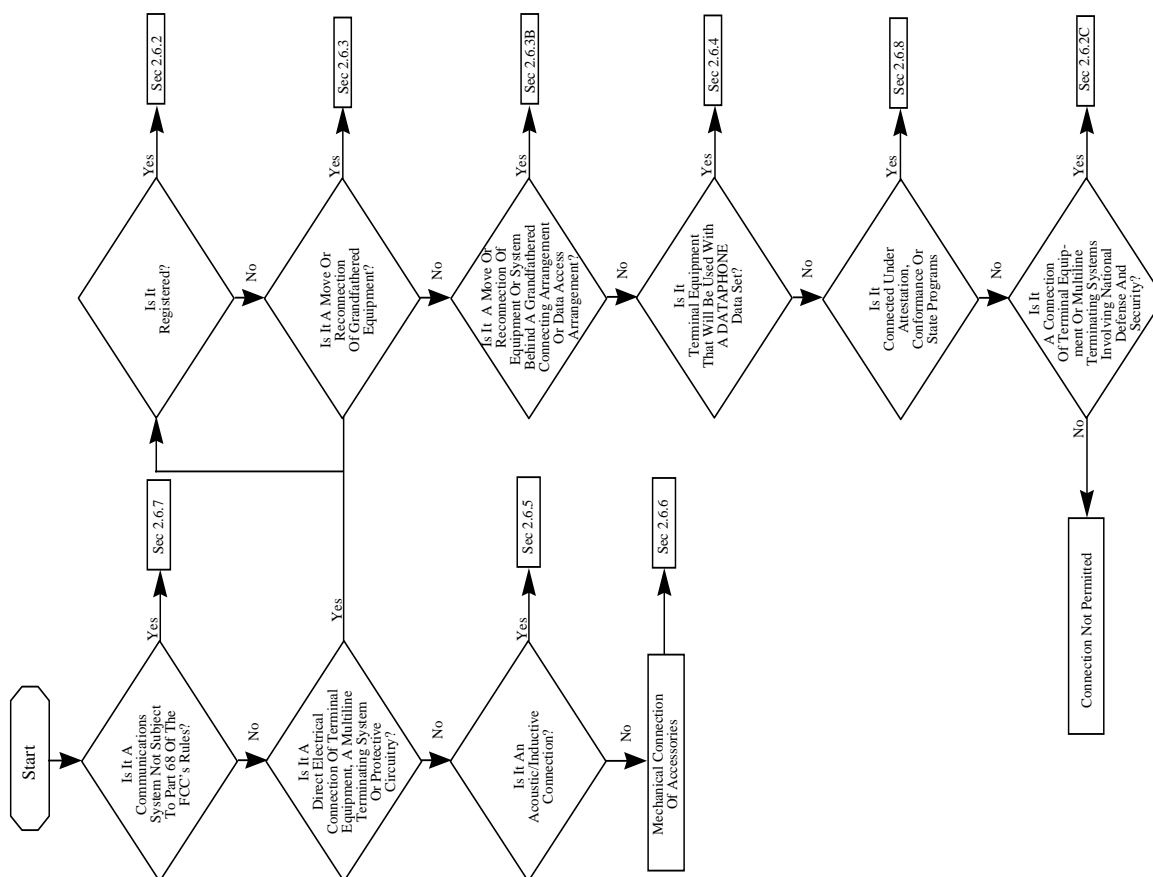 Start
Is It A
Communications
System Not Subject
To Part 68 Of The
FCC's Rules?
Yes
Sec 2.6.7
No
Is It A
Direct Electrical
Connection Of Terminal
Equipment, A Multiline
Terminating System
Or Protective
Circuitry?
Yes
No
Is It An
Acoustic/Inductive
Connection?
Yes
Sec 2.6.5
No
Mechanical Connection
Of Accessories
Sec 2.6.6
Is It
Registered?
Yes
Sec 2.6.2
No
Is It A Move Or
Reconnection
Of Grandfathered
Equipment?
Yes
Sec 2.6.3
No
Is It A Move Or
Reconnection Of
Equipment Or System
Behind A Grandfathered
Connecting Arrangement
Or Data Access
Arrangement?
Yes
Sec 2.6.3B
No
Is It
Terminal Equipment
That Will Be Used With
A DATAPHONE
Data Set?
Yes
Sec 2.6.4
No
Is It
Connected Under
Attestation,
Conformance Or
State Programs
Yes
Sec 2.6.8
No
Is It
A Connection
Of Terminal Equip-
ment Or Multiline
Terminating Systems
Involving National
Defense And
Security?
Yes
Sec 2.6.2C
No
Connection Not Permitted